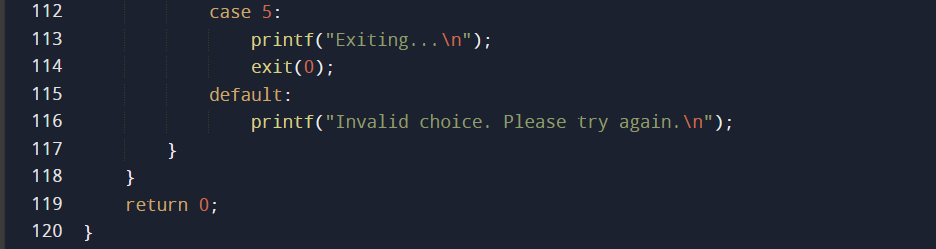 112 case 5:
113 printf("Exiting...\n");
114 exit(0);
115 default:
116 printf("Invalid choice. Please try again.\n");
117 }
118 }
119 return 0;
120 }